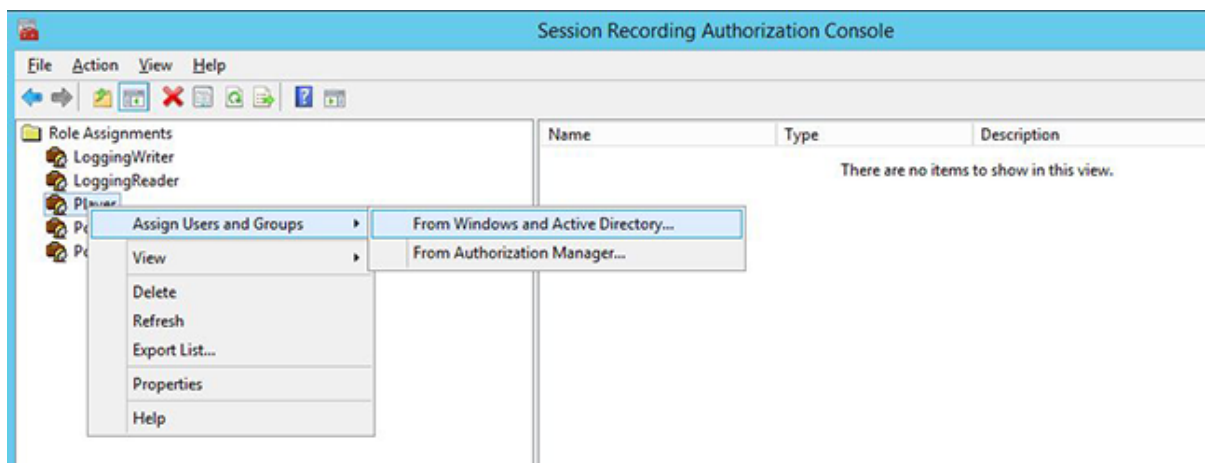 Session Recording Authorization Console
File Action View Help
Role Assignments
LoggingWriter
LoggingReader
Player
Name Type Description
There are no items to show in this view.
Assign Users and Groups
View
Delete
Refresh
Export List...
Properties
Help
From Windows and Active Directory...
From Authorization Manager...